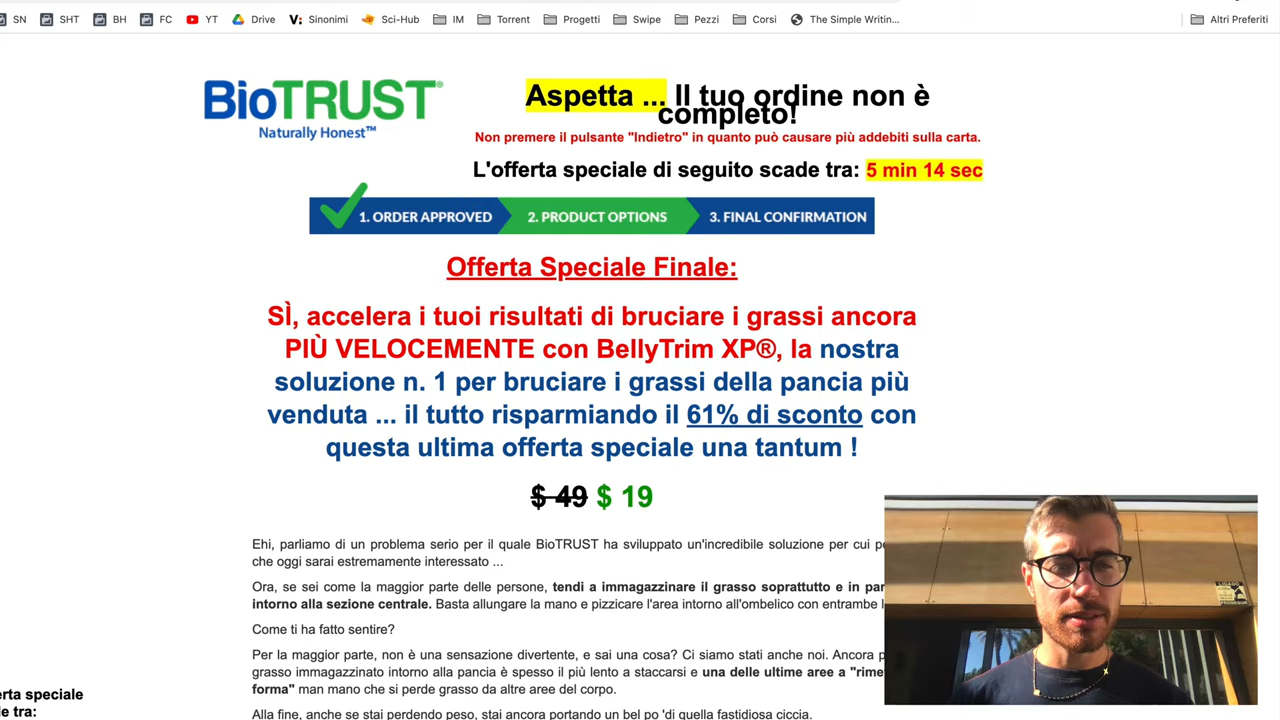 SN SHT BH FC YT Drive Sinonimi Sci-Hub IM Torrent Progetti Swipe Pezzi Corsi The Simple Writin... Altri Preferiti
BioTRUST®
Naturally Honest™
Aspetta ... Il tuo ordine non è
completo!
Non premere il pulsante "Indietro" in quanto può causare più addebiti sulla carta.
L'offerta speciale di seguito scade tra: 5 min 14 sec
1. ORDER APPROVED 2. PRODUCT OPTIONS 3. FINAL CONFIRMATION
Offerta Speciale Finale:
SÌ, accelera i tuoi risultati di bruciare i grassi ancora
PIÙ VELOCEMENTE con BellyTrim XP®, la nostra
soluzione n. 1 per bruciare i grassi della pancia più
venduta ... il tutto risparmiando il 61% di sconto con
questa ultima offerta speciale una tantum !
$ 49 $ 19
Ehi, parliamo di un problema serio per il quale BioTRUST ha sviluppato un'incredibile soluzione per cui
che oggi sarai estremamente interessato ...
Ora, se sei come la maggior parte delle persone, tendi a immagazzinare il grasso soprattutto e in
intorno alla sezione centrale. Basta allungare la mano e pizzicare l'area intorno all'ombelico con entrambe
Come ti ha fatto sentire?
Per la maggior parte, non è una sensazione divertente, e sai una cosa? Ci siamo stati anche noi. Ancora
grasso immagazzinato intorno alla pancia è spesso il più lento a staccarsi e una delle ultime aree a
forma" man mano che si perde grasso da altre aree del corpo.
Alla fine, anche se stai perdendo peso, stai ancora portando un bel po 'di quella fastidiosa ciccia.
erta speciale
de tra: